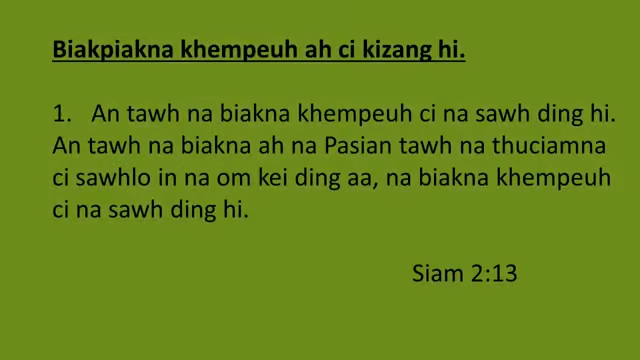 Biakpiakna khempeuh ah ci kizang hi.
1. An tawh na biakna khempeuh ci na sawh ding hi.
An tawh na biakna ah na Pasian tawh na thuciamna
ci sawhlo in na om kei ding aa, na biakna khempeuh
ci na sawh ding hi.
Siam 2:13